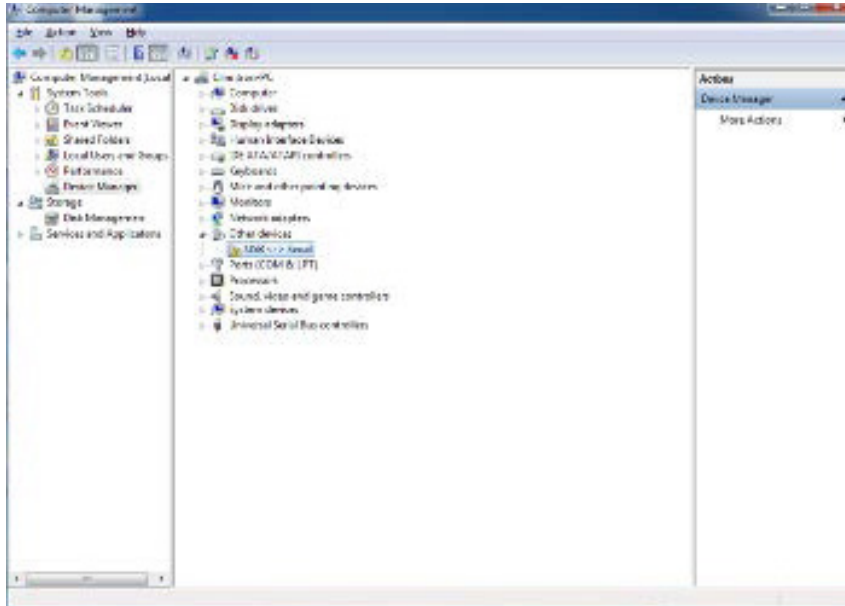 Computer Management
File Action View Help
Computer Management (Local
System Tools
Task Scheduler
Event Viewer
Shared Folders
Local Users and Groups
Performance
Device Manager
Storage
Disk Management
Services and Applications
Computer
Disk drives
Display adapters
Human Interface Devices
IDE ATA/ATAPI controllers
Keyboards
Mice and other pointing devices
Monitors
Network adapters
Other devices
Ports (COM & LPT)
Processors
Sound, video and game controllers
System devices
Universal Serial Bus controllers
Actions
Device Manager
More Actions